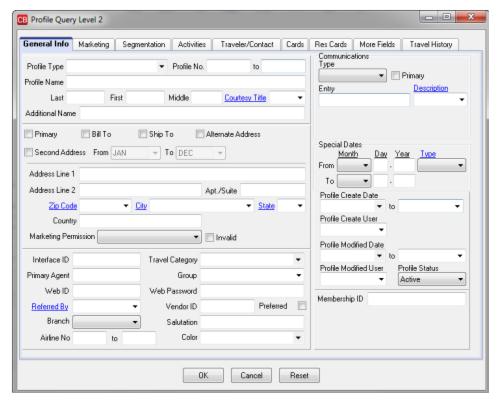 CB Profile Query Level 2
General Info Marketing Segmentation Activities Traveler/Contact Cards Res Cards More Fields Travel History
Profile Type Profile No. to
Profile Name
Last First Middle Courtesy Title
Additional Name
Primary Bill To Ship To Alternate Address
Second Address From JAN To DEC
Address Line 1
Address Line 2 Apt./Suite
Zip Code City State
Country
Marketing Permission Invalid
Interface ID Travel Category
Primary Agent Group
Web ID Web Password
Referred By Vendor ID Preferred
Branch Salutation
Airline No to Color
Communications
Type
Primary
Entry Description
Special Dates
Month Day Year Type
From -
To -
Profile Create Date
to
Profile Create User
Profile Modified Date
to
Profile Modified User Profile Status
Active
Membership ID
OK Cancel Reset